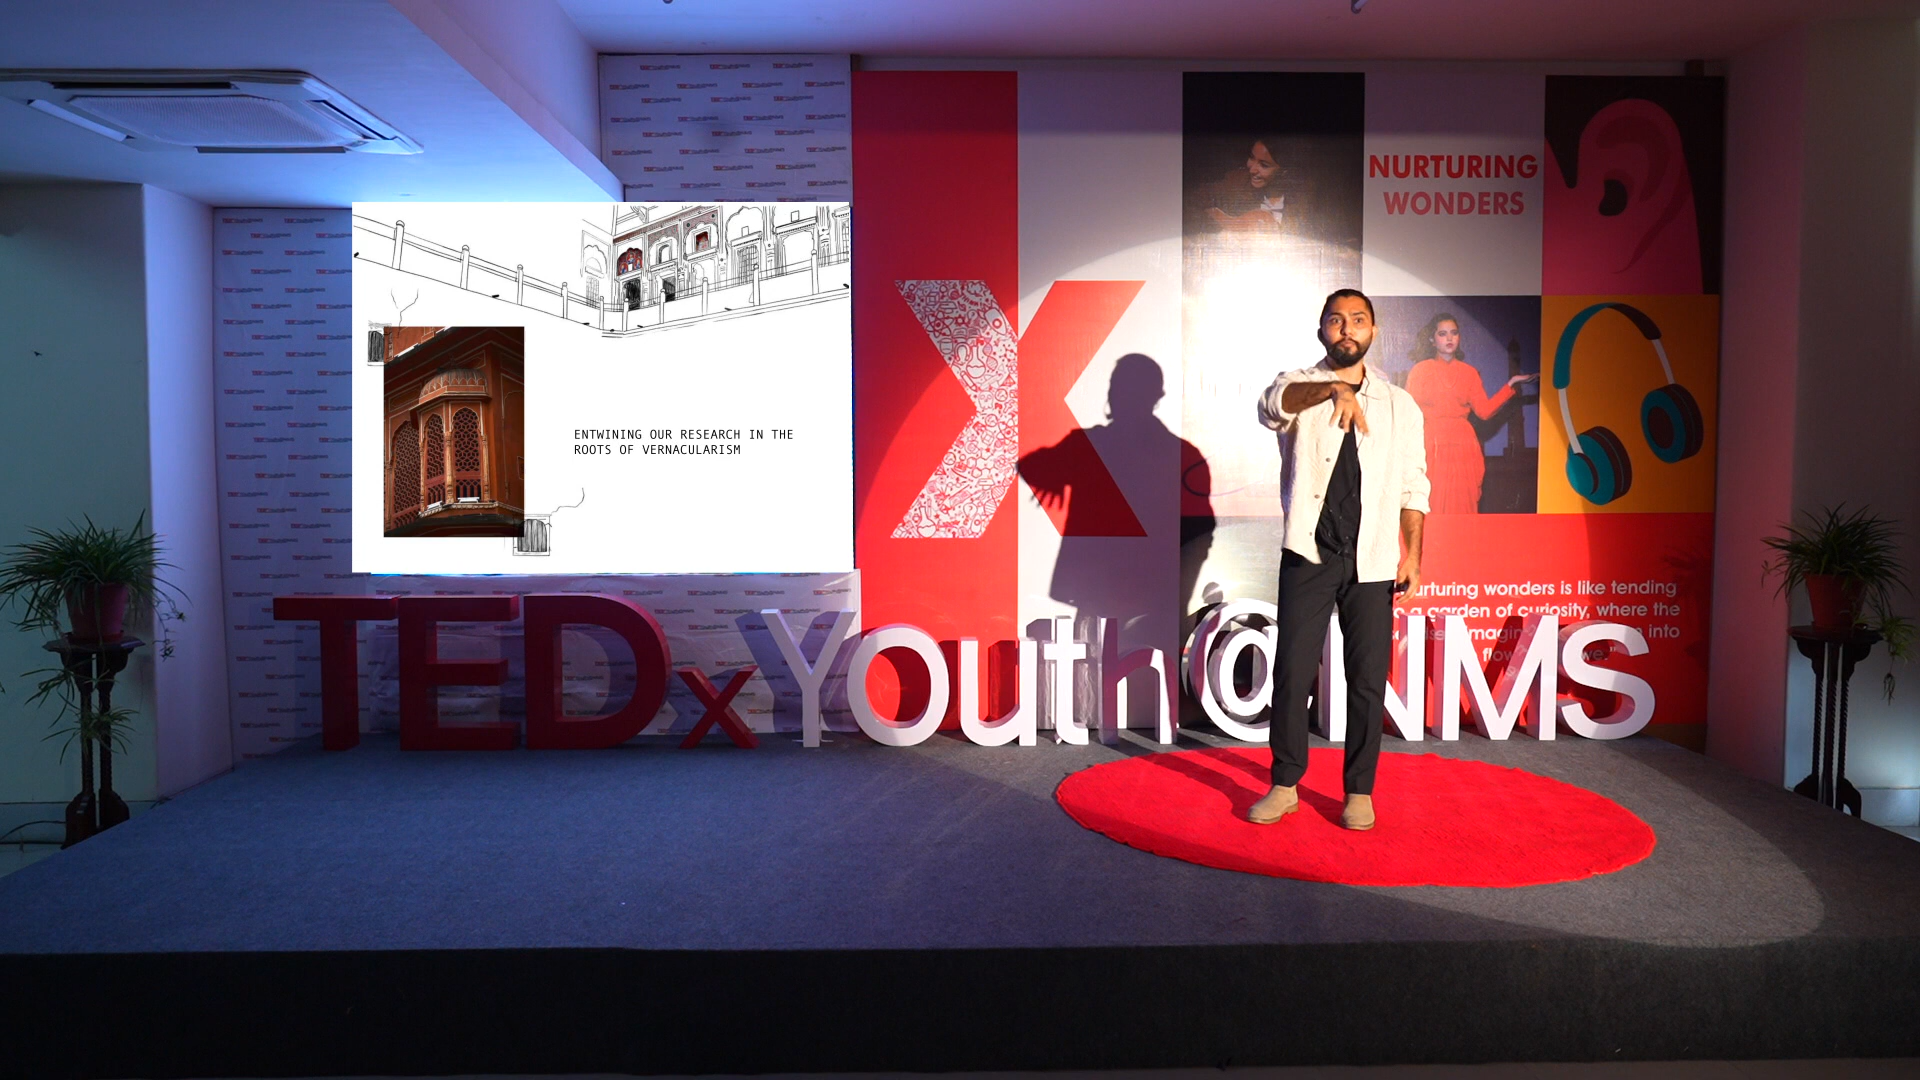 NURTURING
WONDERS
ENTWINING OUR RESEARCH IN THE
ROOTS OF VERNACULARISM
X
urturing wonders is like tending
a garden of curiosity, where the
into
TEDxYouth@NMS